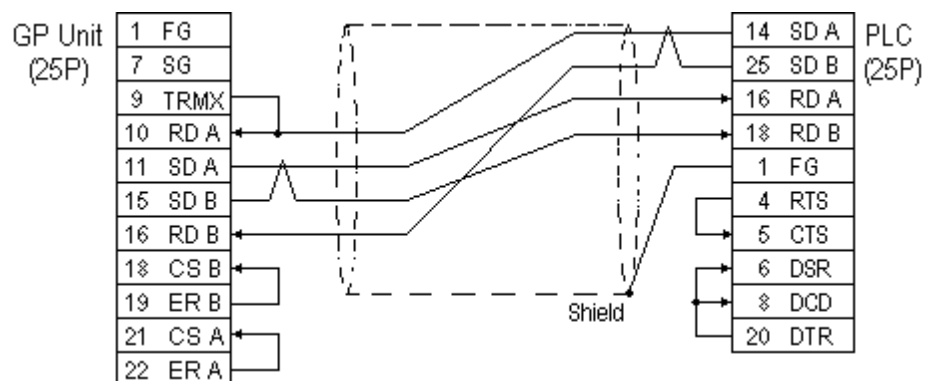 GP Unit
(25P)
1 FG
7 SG
9 TRMX
10 RD A
11 SD A
15 SD B
16 RD B
18 CS B
19 ER B
21 CS A
22 ER A
Shield
14 SD A
25 SD B
16 RD A
18 RD B
1 FG
4 RTS
5 CTS
6 DSR
8 DCD
20 DTR
PLC
(25P)